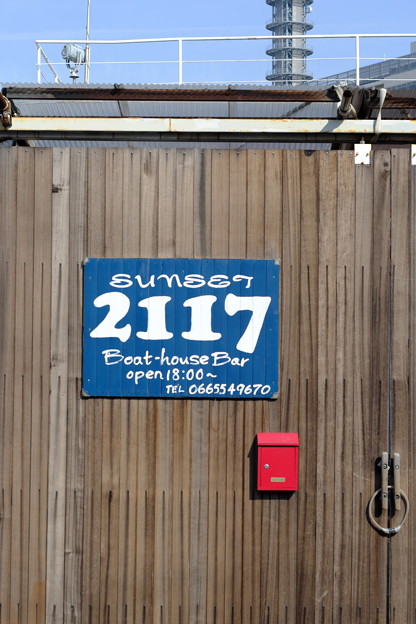 SUNSET
2117
Boat-house Bar
open 18:00~
TEL 0665549670